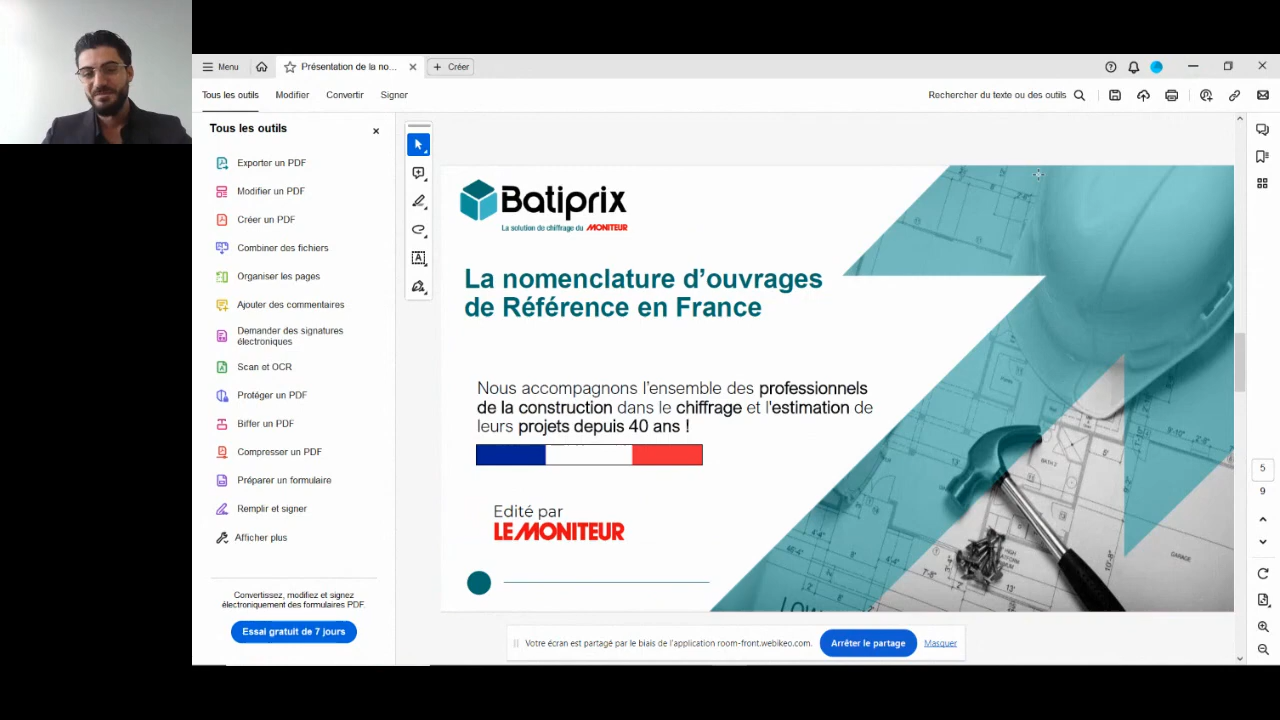 Menu
Présentation de la no...
Créer
Tous les outils
Modifier
Convertir
Signer
Rechercher du texte ou des outils
Tous les outils
Exporter un PDF
Modifier un PDF
Créer un PDF
Combiner des fichiers
Organiser les pages
Ajouter des commentaires
Demander des signatures
électroniques
Scan et OCR
Protéger un PDF
Biffer un PDF
Compresser un PDF
Préparer un formulaire
Remplir et signer
Afficher plus
Convertissez, modifiez et signez
électroniquement des formulaires PDF.
Essai gratuit de 7 jours
Batiprix
La solution de chiffrage du MONITEUR
La nomenclature d'ouvrages
de Référence en France
Nous accompagnons l'ensemble des professionnels
de la construction dans le chiffrage et l'estimation de
leurs projets depuis 40 ans !
Edité par
LE MONITEUR
GARAGE
5
9
Votre écran est partagé par le biais de l'application room-front.webikeo.com.
Arrêter le partage
Masquer